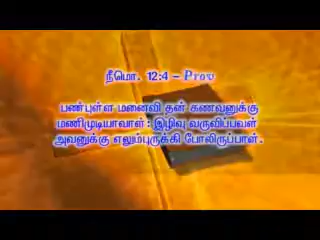 நீமொ. 12:4 – Prov
பண்புள்ள மனைவி தன் கணவனுக்கு
மணிமுடியாவாள் : இழிவு வருவிப்பவள்
அவனுக்கு எலும்புருக்கி போலிருப்பாள் .